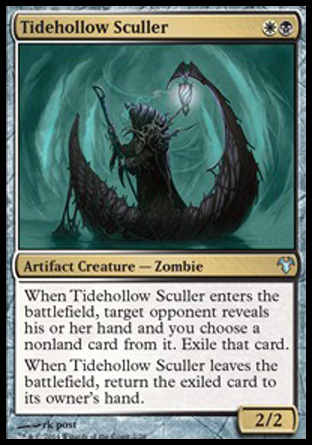 Tidehollow Sculler
Artifact Creature — Zombie
When Tidehollow Sculler enters the
battlefield, target opponent reveals
his or her hand and you choose a
nonland card from it. Exile that card.
When Tidehollow Sculler leaves the
battlefield, return the exiled card to
its owner's hand.
rk post
2/2